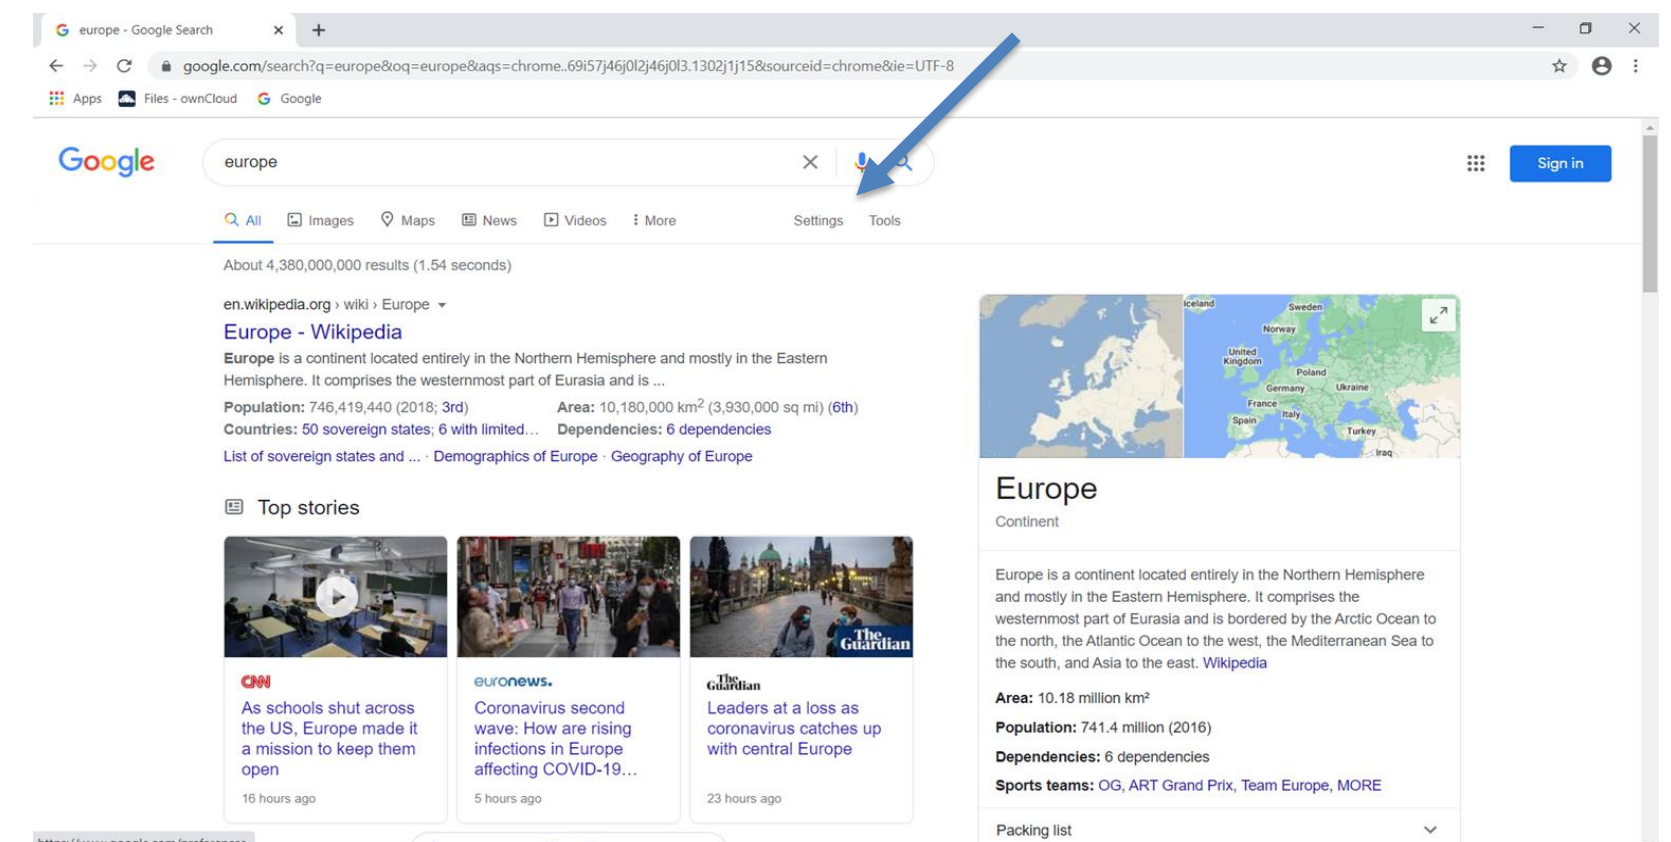 europe - Google Search
google.com/search?q=europe&oq=europe&aqs=chrome..69i57j46j0l2j46j0l3.1302j1j15&sourceid=chrome&ie=UTF-8
Apps Files - ownCloud Google
Google
europe
Sign in
All Images Maps News Videos More Settings Tools
About 4,380,000,000 results (1.54 seconds)
en.wikipedia.org › wiki › Europe
Europe - Wikipedia
Europe is a continent located entirely in the Northern Hemisphere and mostly in the Eastern
Hemisphere. It comprises the westernmost part of Eurasia and is ...
Population: 746,419,440 (2018; 3rd) Area: 10,180,000 km2 (3,930,000 sq mi) (6th)
Countries: 50 sovereign states; 6 with limited... Dependencies: 6 dependencies
List of sovereign states and ... · Demographics of Europe · Geography of Europe
Top stories
The
Guardian
CNN
As schools shut across
the US, Europe made it
a mission to keep them
open
16 hours ago
euronews.
Coronavirus second
wave: How are rising
infections in Europe
affecting COVID-19...
5 hours ago
The
Guardian
Leaders at a loss as
coronavirus catches up
with central Europe
23 hours ago
Iceland
Sweden
Norway
United
Kingdom
Poland
Germany
Ukraine
France
Italy
Spain
Turkey
Iraq
Europe
Continent
Europe is a continent located entirely in the Northern Hemisphere
and mostly in the Eastern Hemisphere. It comprises the
westernmost part of Eurasia and is bordered by the Arctic Ocean to
the north, the Atlantic Ocean to the west, the Mediterranean Sea to
the south, and Asia to the east. Wikipedia
Area: 10.18 million km²
Population: 741.4 million (2016)
Dependencies: 6 dependencies
Sports teams: OG, ART Grand Prix, Team Europe, MORE
Packing list